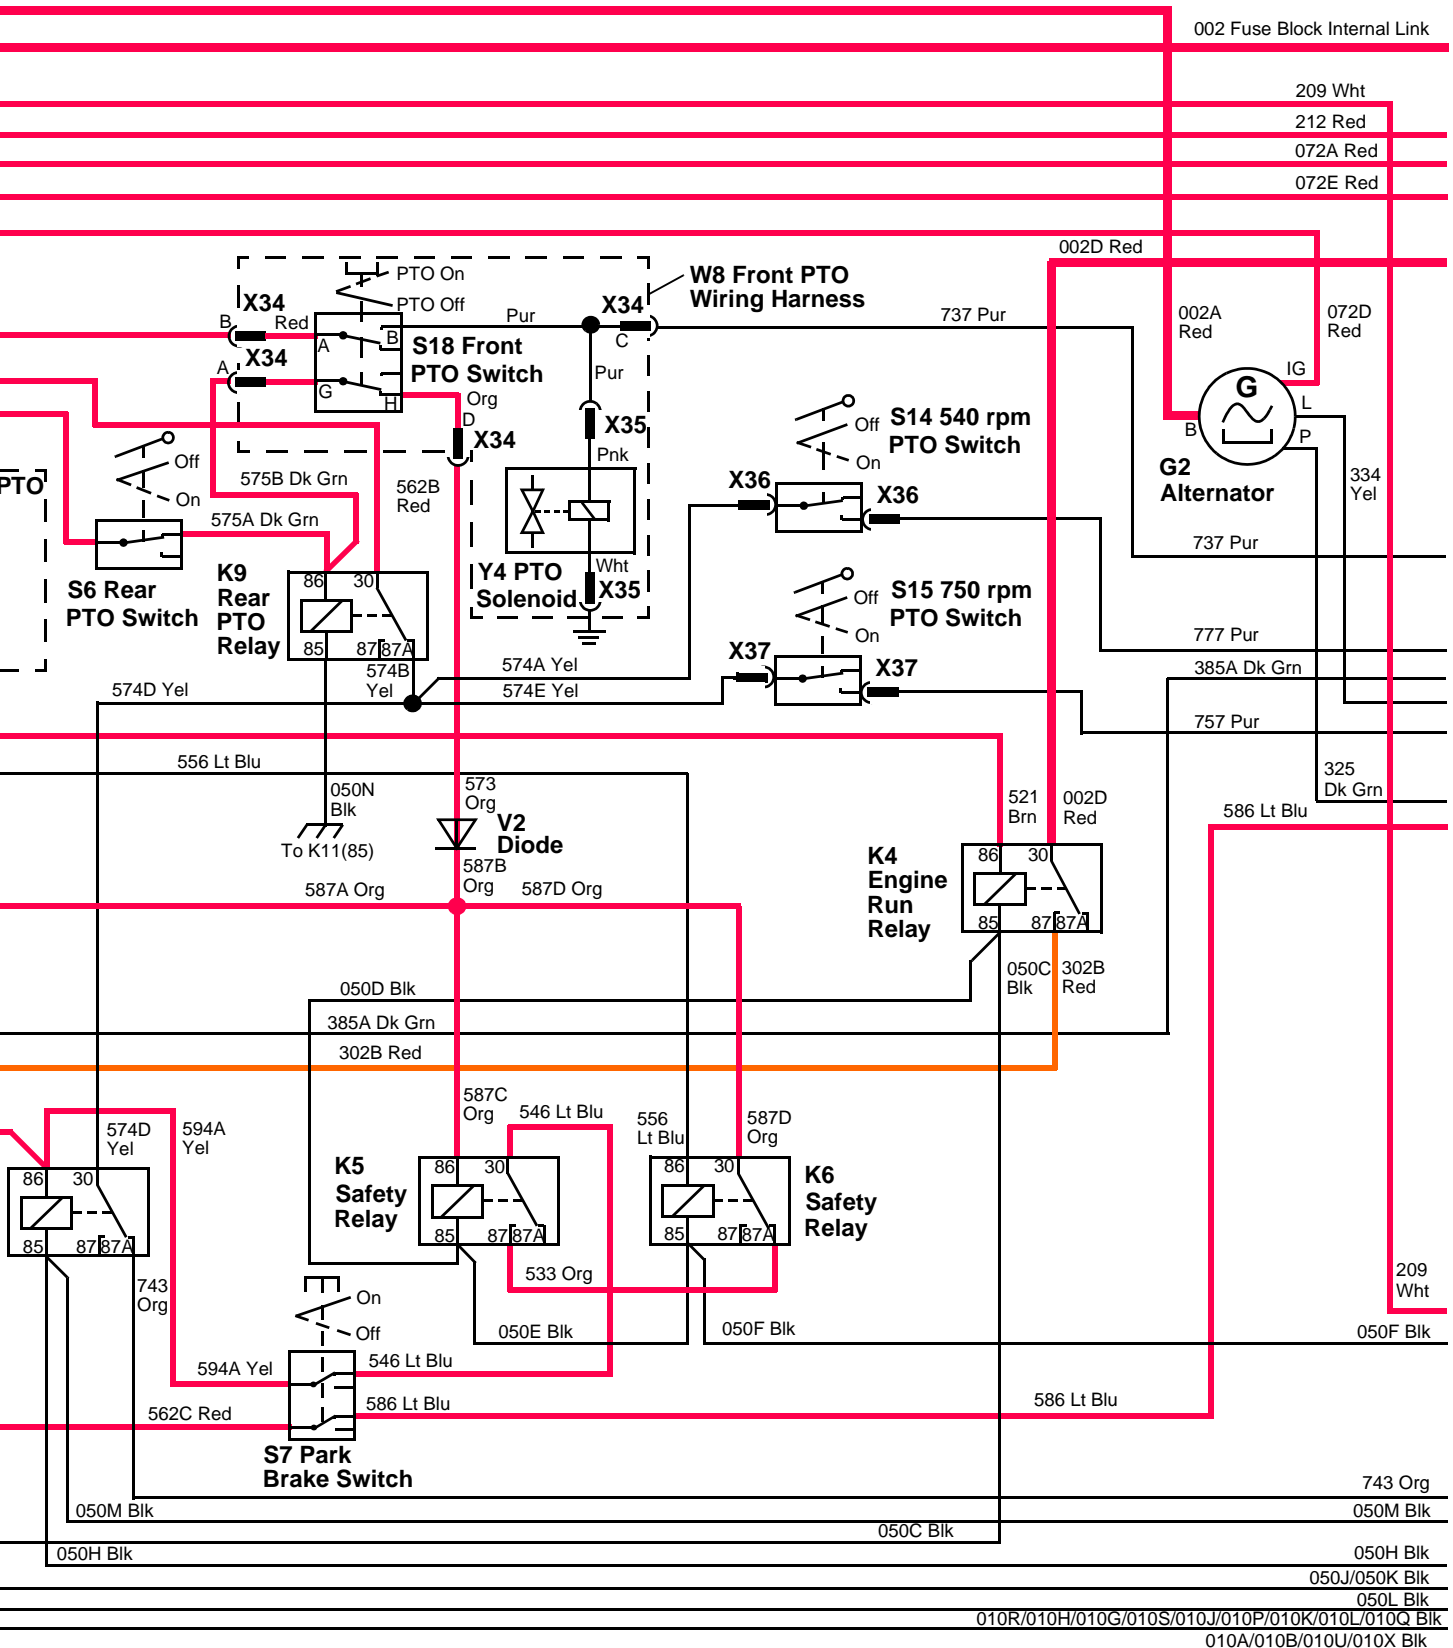 002 Fuse Block Internal Link
209 Wht
212 Red
072A Red
072E Red
002D Red
PTO On
PTO Off
W8 Front PTO
Wiring Harness
X34
B
Red
A
B
Pur
X34
C
737 Pur
002A
Red
072D
Red
A
X34
G
H
S18 Front
PTO Switch
Org
D
X34
Pur
X35
Pnk
IG
G
L
B
P
G2
Alternator
334
Yel
Off
On
S14 540 rpm
PTO Switch
X36
X36
PTO
Off
On
575B Dk Grn
562B
Red
575A Dk Grn
737 Pur
S6 Rear
PTO Switch
K9
Rear
PTO
Relay
86
30
85
87
87A
Y4 PTO
Solenoid
Wht
X35
Off
On
S15 750 rpm
PTO Switch
X37
X37
777 Pur
385A Dk Grn
757 Pur
574D Yel
574B
Yel
574A Yel
574E Yel
556 Lt Blu
050N
Blk
To K11(85)
573
Org
V2
Diode
587B
Org
587A Org
587D Org
521
Brn
002D
Red
325
Dk Grn
586 Lt Blu
K4
Engine
Run
Relay
86
30
85
87
87A
050C
Blk
302B
Red
050D Blk
385A Dk Grn
302B Red
574D
Yel
594A
Yel
587C
Org
546 Lt Blu
556
Lt Blu
587D
Org
86
30
85
87
87A
K5
Safety
Relay
86
30
85
87
87A
86
30
85
87
87A
K6
Safety
Relay
743
Org
533 Org
209
Wht
On
Off
050E Blk
050F Blk
050F Blk
594A Yel
546 Lt Blu
562C Red
586 Lt Blu
586 Lt Blu
S7 Park
Brake Switch
743 Org
050M Blk
050M Blk
050C Blk
050H Blk
050H Blk
050J/050K Blk
050L Blk
010R/010H/010G/010S/010J/010P/010K/010L/010Q Blk
010A/010B/010U/010X Blk